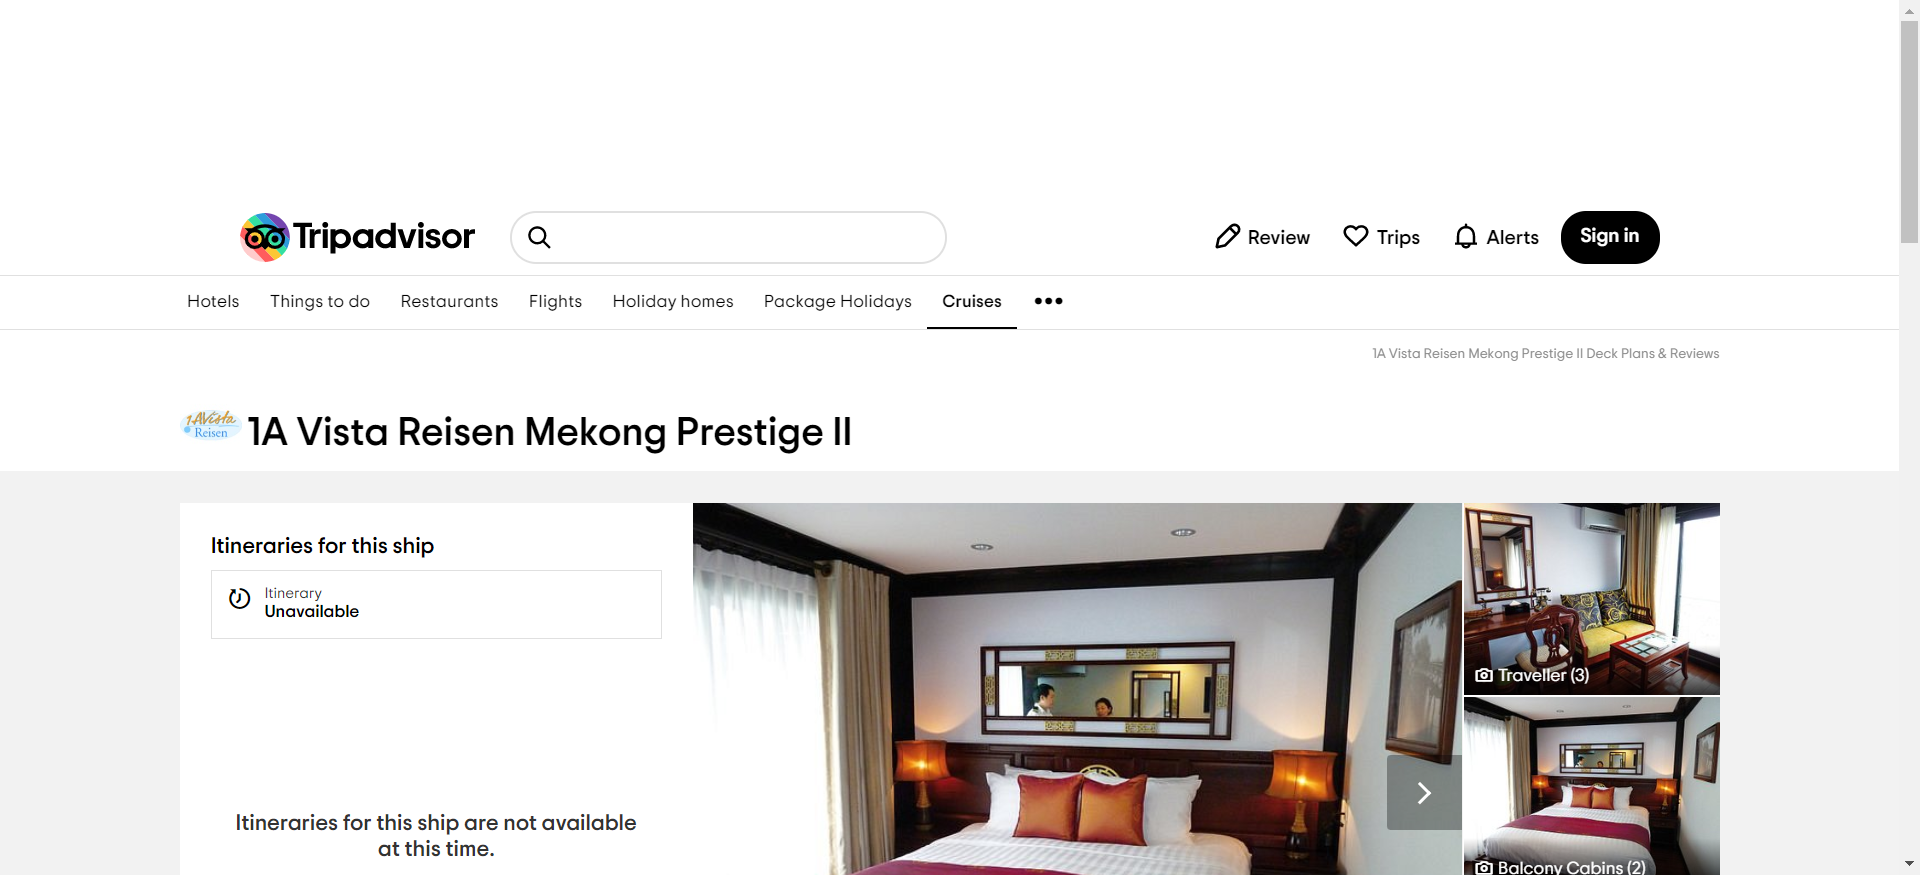 Tripadvisor
Review
Trips
Alerts
Sign in
Hotels
Things to do
Restaurants
Flights
Holiday homes
Package Holidays
Cruises
1A Vista Reisen Mekong Prestige II Deck Plans & Reviews
1AVista
Reisen
1A Vista Reisen Mekong Prestige II
Itineraries for this ship
Itinerary
Unavailable
Itineraries for this ship are not available
at this time.
Traveller (3)
Balcony Cabins (2)